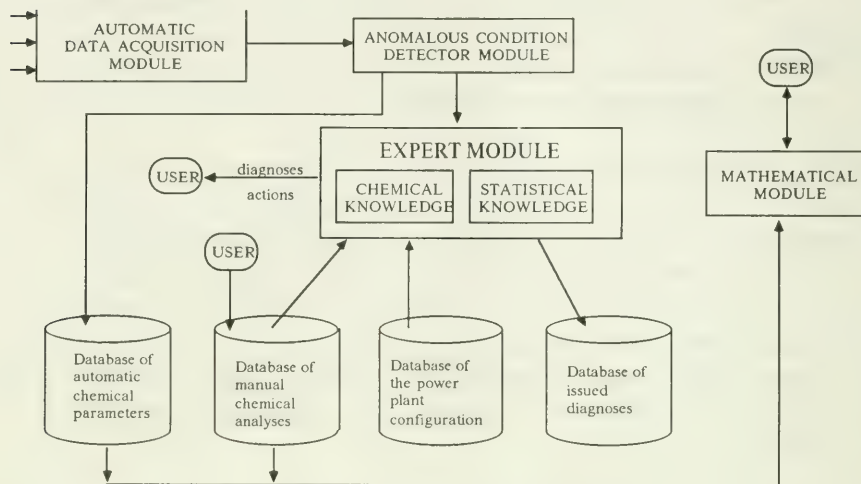 AUTOMATIC
DATA ACQUISITION
MODULE
ANOMALOUS CONDITION
DETECTOR MODULE
USER
EXPERT MODULE
CHEMICAL
KNOWLEDGE
STATISTICAL
KNOWLEDGE
USER
diagnoses
actions
MATHEMATICAL
MODULE
USER
Database of
automatic
chemical
parameters
Database of
manual
chemical
analyses
Database of
the power
plant
configuration
Database of
issued
diagnoses